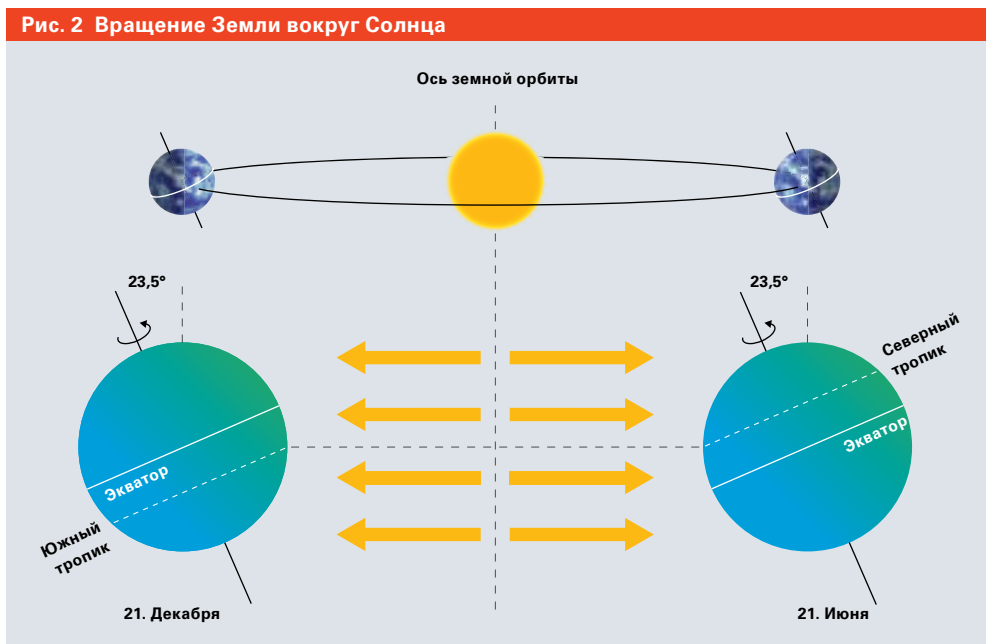 Рис. 2 Вращение Земли вокруг Солнца
Ось земной орбиты
23,5°
23,5°
Северный
тропик
Экватор
Экватор
Южный
тропик
21. Декабря
21. Июня